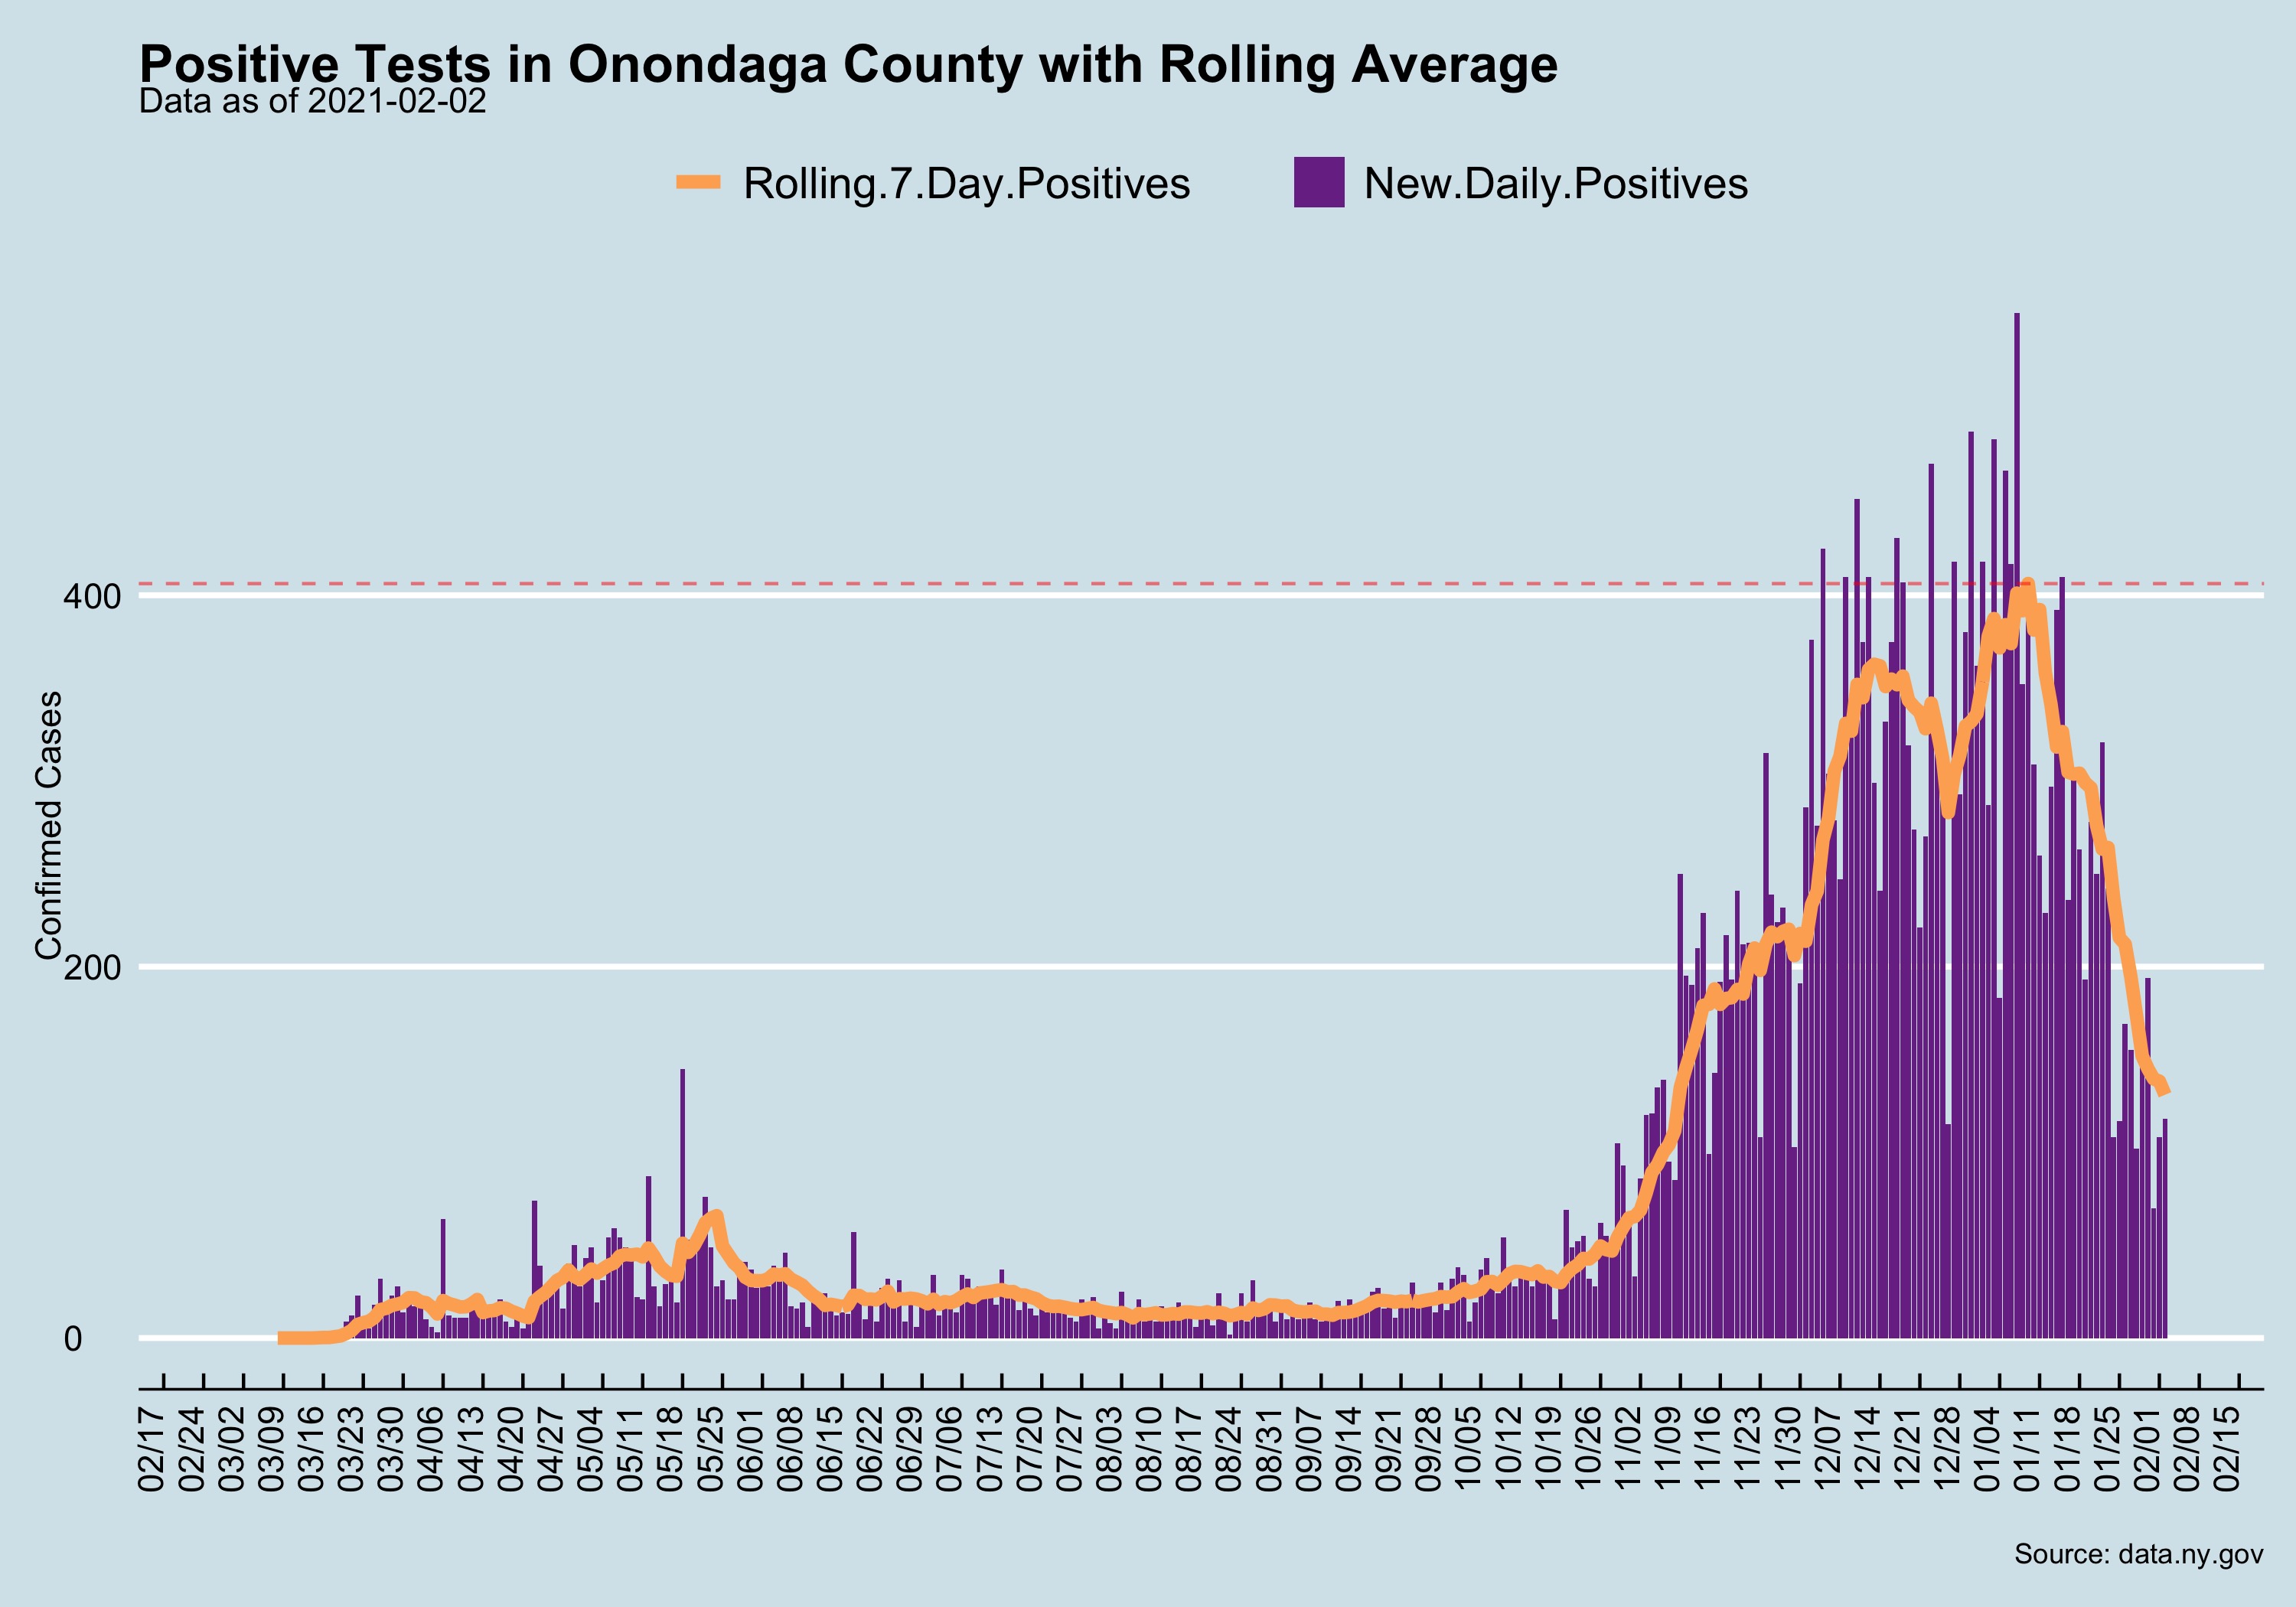 Positive Tests in Onondaga County with Rolling Average
Data as of 2021-02-02
Rolling.7.Day.Positives New.Daily.Positives
Confirmed Cases
400
200
0
02/17 02/24 03/02 03/09 03/16 03/23 03/30 04/06 04/13 04/20 04/27 05/04 05/11 05/18 05/25 06/01 06/08 06/15 06/22 06/29 07/06 07/13 07/20 07/27 08/03 08/10 08/17 08/24 08/31 09/07 09/14 09/21 09/28 10/05 10/12 10/19 10/26 11/02 11/09 11/16 11/23 11/30 12/07 12/14 12/21 12/28 01/04 01/11 01/18 01/25 02/01 02/08 02/15
Source: data.ny.gov